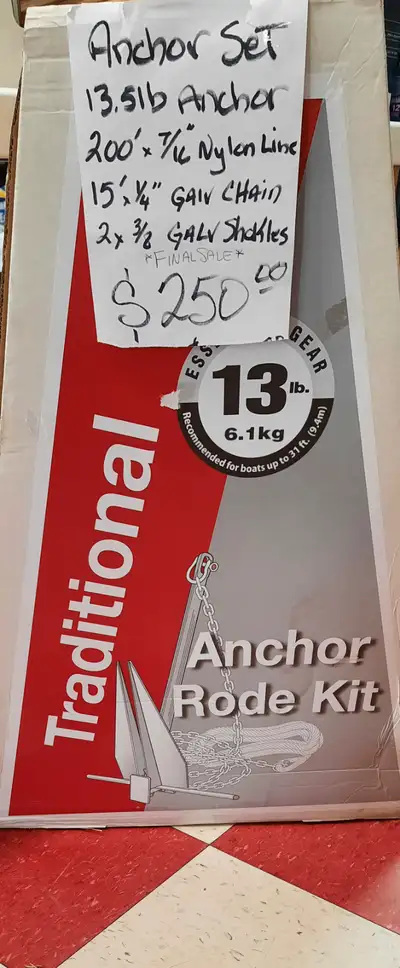 Anchor Set
13.5lb Anchor
200' x 7/16" Nylon Line
15' x 1/4" GALV CHAIN
2x 3/8 GALV Shakles
*FINAL SALE*
$250.00
GEAR
13 lb.
6.1kg
Recommended for boats up to 31 ft. (9.4m)
Traditional
Anchor
Rode Kit